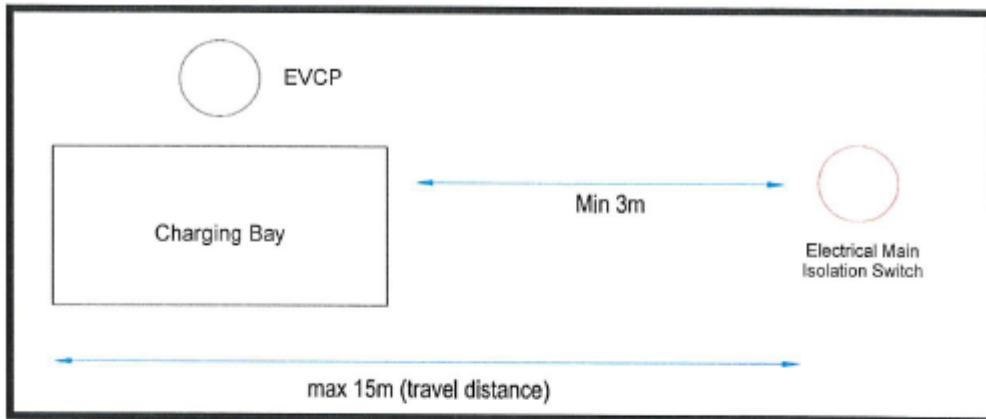 EVCP
Charging Bay
Min 3m
Electrical Main
Isolation Switch
max 15m (travel distance)